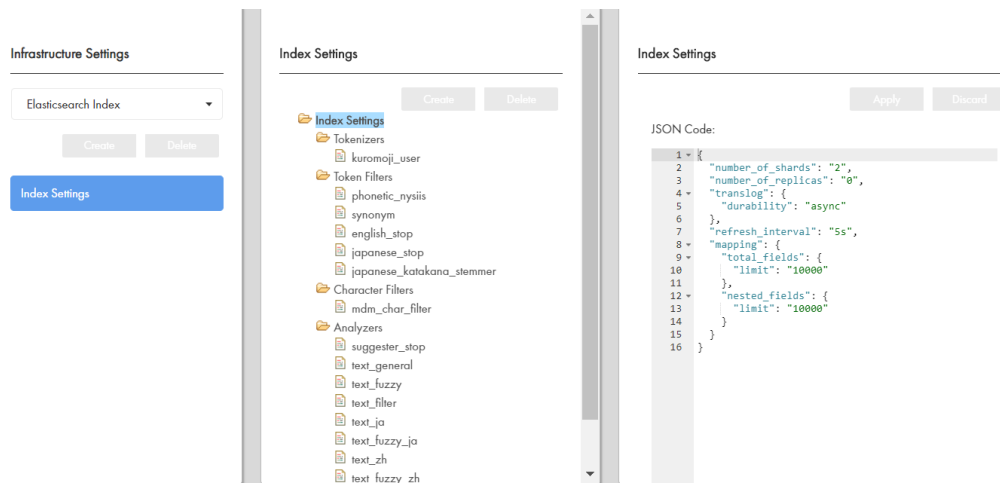 Infrastructure Settings
Elasticsearch Index
Create
Delete
Index Settings
Index Settings
Create
Delete
Index Settings
Tokenizers
kuromoji_user
Token Filters
phonetic_nysiis
synonym
english_stop
japanese_stop
japanese_katakana_stemmer
Character Filters
mdm_char_filter
Analyzers
suggester_stop
text_general
text_fuzzy
text_filter
text_ja
text_fuzzy_ja
text_zh
text_fuzzy_zh
Index Settings
Apply
Discard
JSON Code:
1 {
2 "number_of_shards": "2",
3 "number_of_replicas": "0",
4 "translog": {
5 "durability": "async"
6 },
7 "refresh_interval": "5s",
8 "mapping": {
9 "total_fields": {
10 "limit": "10000"
11 },
12 "nested_fields": {
13 "limit": "10000"
14 }
15 }
16 }